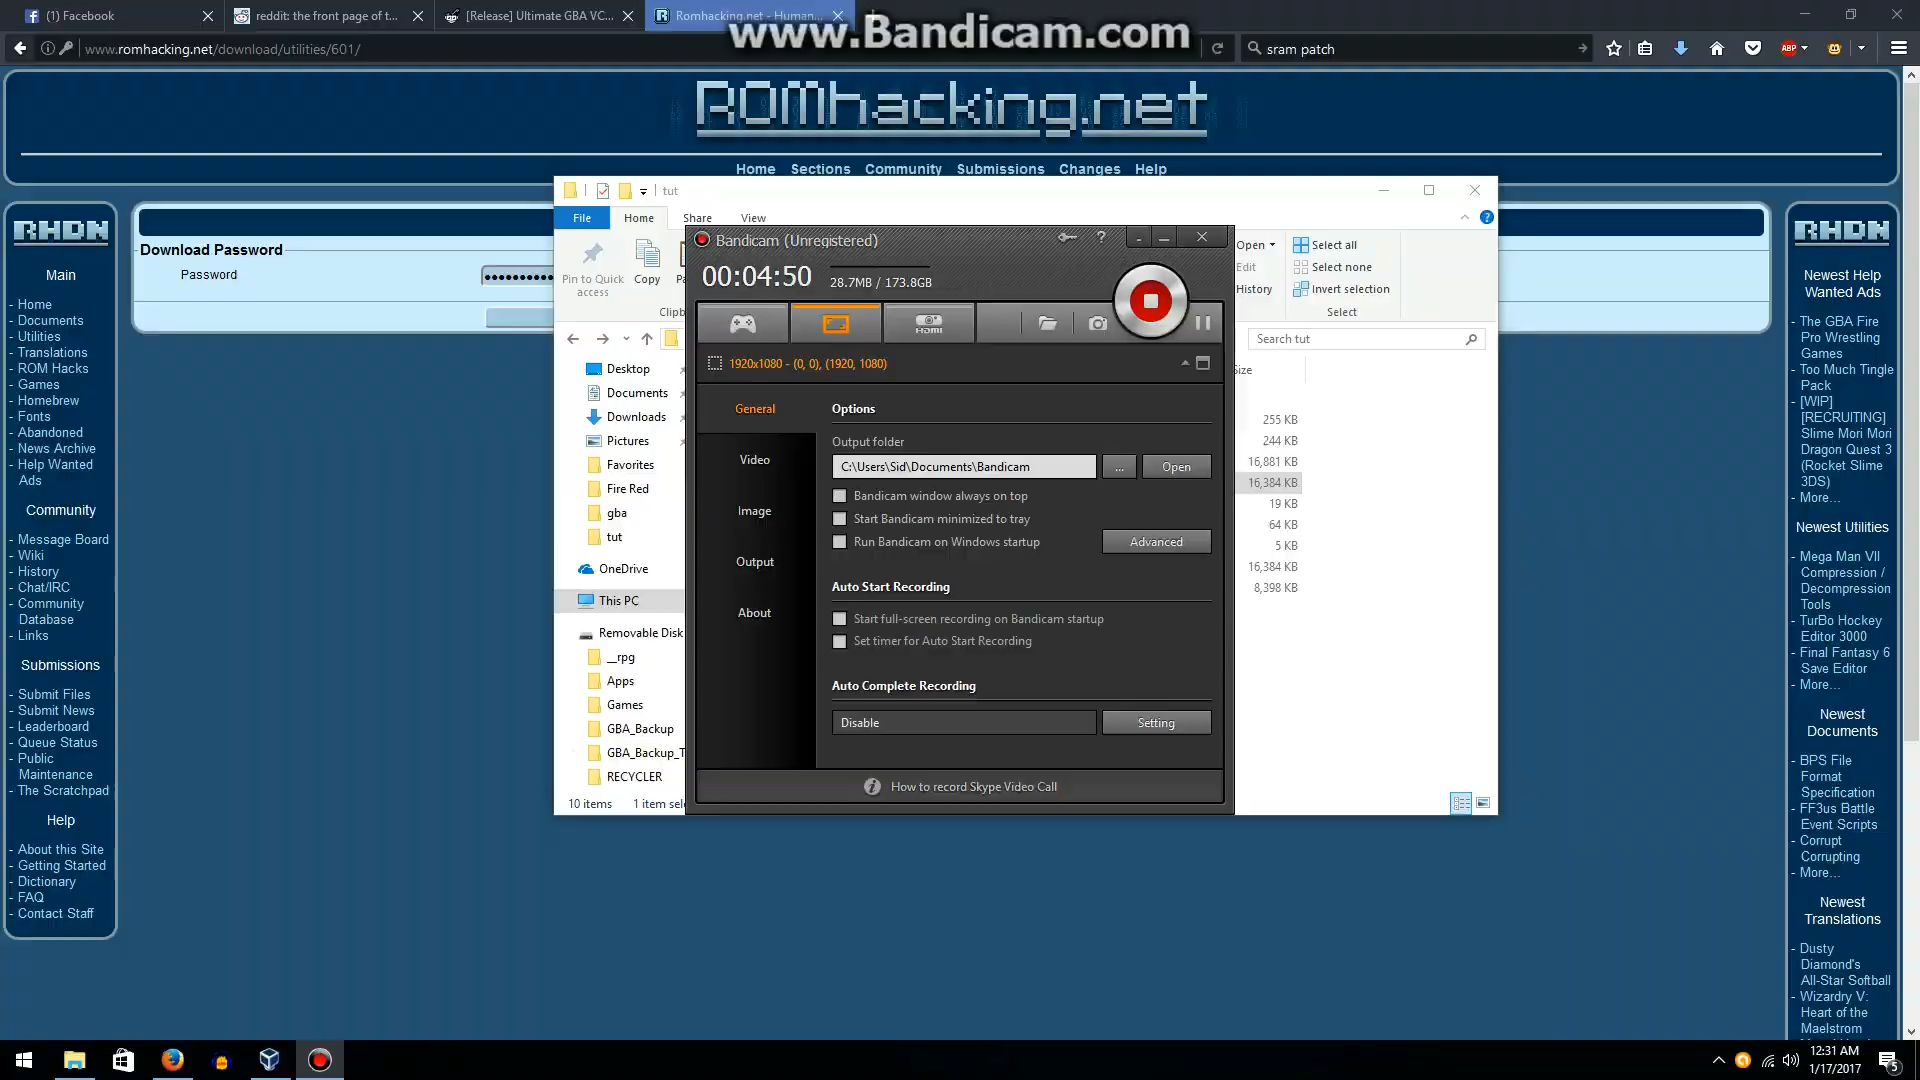 (1) Facebook
reddit: the front page of t...
[Release] Ultimate GBA VC...
Romhacking.net - Human...
www.Bandicam.com
www.romhacking.net/download/utilities/601/
sram patch
ABP
ROMhacking.net
Home Sections Community Submissions Changes Help
RHDN
Main
- Home
- Documents
- Utilities
- Translations
- ROM Hacks
- Games
- Homebrew
- Fonts
- Abandoned
- News Archive
- Help Wanted
Ads
Community
- Message Board
- Wiki
- History
- Chat/IRC
- Community
Database
- Links
Submissions
- Submit Files
- Submit News
- Leaderboard
- Queue Status
- Public
Maintenance
- The Scratchpad
Help
- About this Site
- Getting Started
- Dictionary
- FAQ
- Contact Staff
Download Password
Password
tut
File Home Share View
Pin to Quick
access
Copy
Pa
Clipb
Open
Edit
History
Select all
Select none
Invert selection
Select
Search tut
Desktop
Documents
Downloads
Pictures
Favorites
Fire Red
gba
tut
OneDrive
This PC
Removable Disk
__rpg
Apps
Games
GBA_Backup
GBA_Backup_T
RECYCLER
10 items 1 item sele
Size
255 KB
244 KB
16,881 KB
16,384 KB
19 KB
64 KB
5 KB
16,384 KB
8,398 KB
Bandicam (Unregistered)
00:04:50
28.7MB / 173.8GB
HDMI
1920x1080 - (0, 0), (1920, 1080)
General
Video
Image
Output
About
Options
Output folder
C:\Users\Sid\Documents\Bandicam
...
Open
Bandicam window always on top
Start Bandicam minimized to tray
Run Bandicam on Windows startup
Advanced
Auto Start Recording
Start full-screen recording on Bandicam startup
Set timer for Auto Start Recording
Auto Complete Recording
Disable
Setting
How to record Skype Video Call
RHDN
Newest Help
Wanted Ads
- The GBA Fire
Pro Wrestling
Games
- Too Much Tingle
Pack
- [WIP]
[RECRUITING]
Slime Mori Mori
Dragon Quest 3
(Rocket Slime
3DS)
- More...
Newest Utilities
- Mega Man VII
Compression /
Decompression
Tools
- TurBo Hockey
Editor 3000
- Final Fantasy 6
Save Editor
- More...
Newest
Documents
- BPS File
Format
Specification
- FF3us Battle
Event Scripts
- Corrupt
Corrupting
- More...
Newest
Translations
- Dusty
Diamond's
All-Star Softball
- Wizardry V:
Heart of the
Maelstrom
12:31 AM
1/17/2017
5